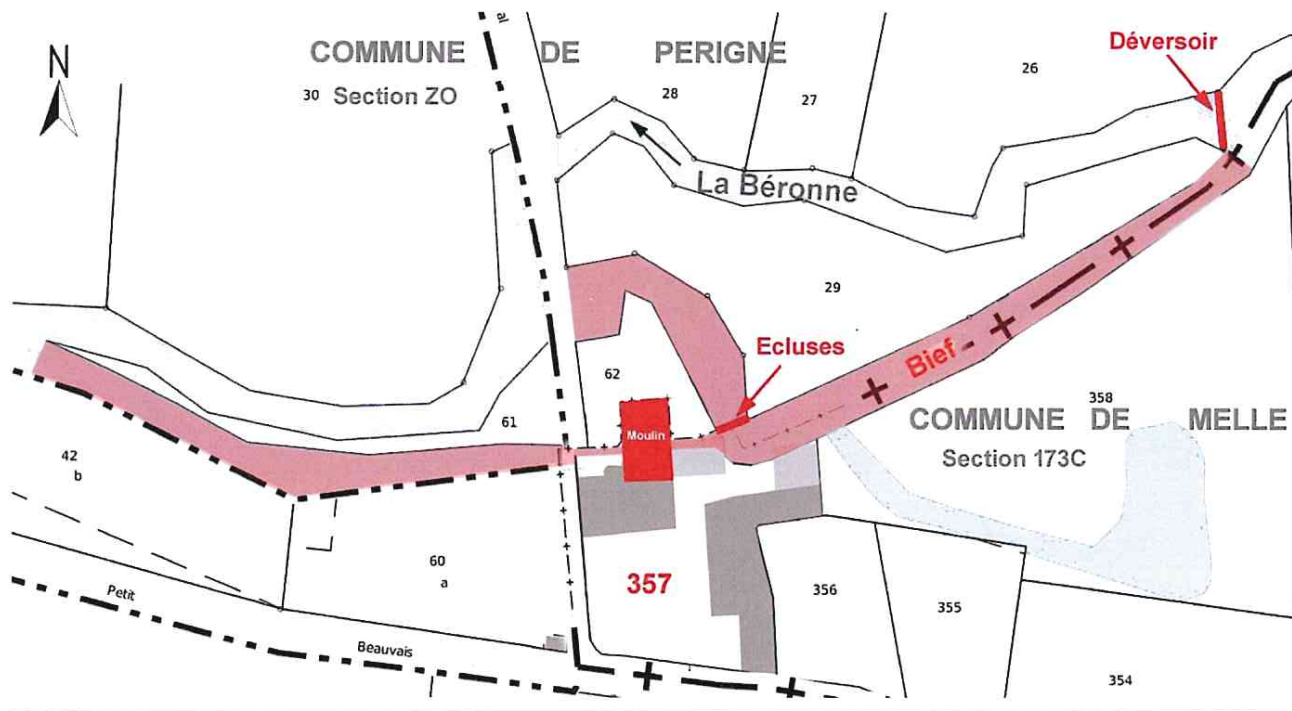 COMMUNE DE PERIGNE
30 Section ZO
28
27
26
Déversoir
N
La Béronne
29
Ecluses
Bief
62
61
Moulin
358
COMMUNE DE MELLE
Section 173C
42
b
60
a
357
356
355
354
Petit
Beauvais
al